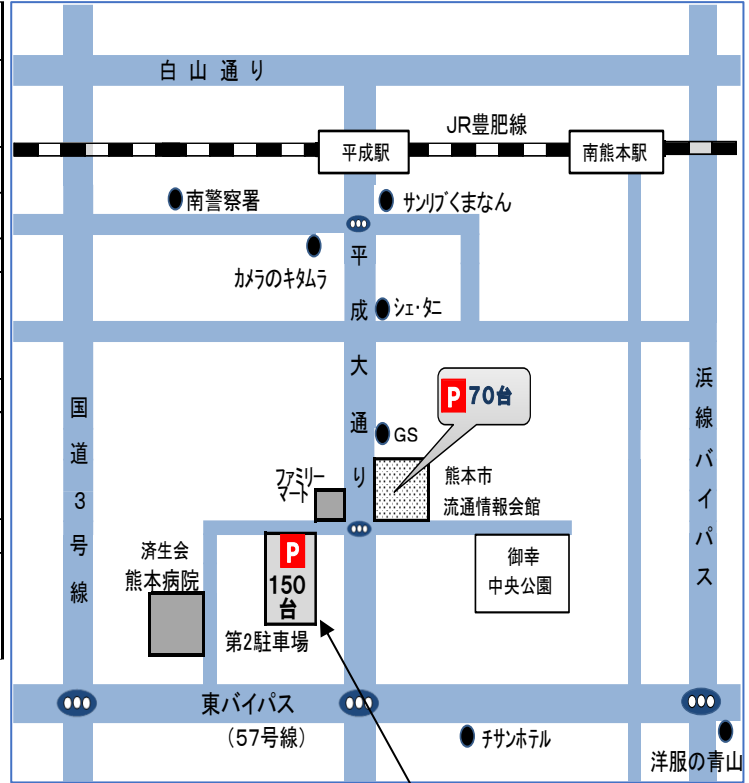 白山通り
JR豊肥線
平成駅
南熊本駅
南警察署
サンリブくまなん
カメラのキタムラ
平成大通り
シェ・タニ
P 70台
GS
国道3号線
浜線バイパス
ファミリー
マート
熊本市
流通情報会館
済生会
熊本病院
P
150
台
第2駐車場
御幸
中央公園
東バイパス
(57号線)
チサンホテル
洋服の青山